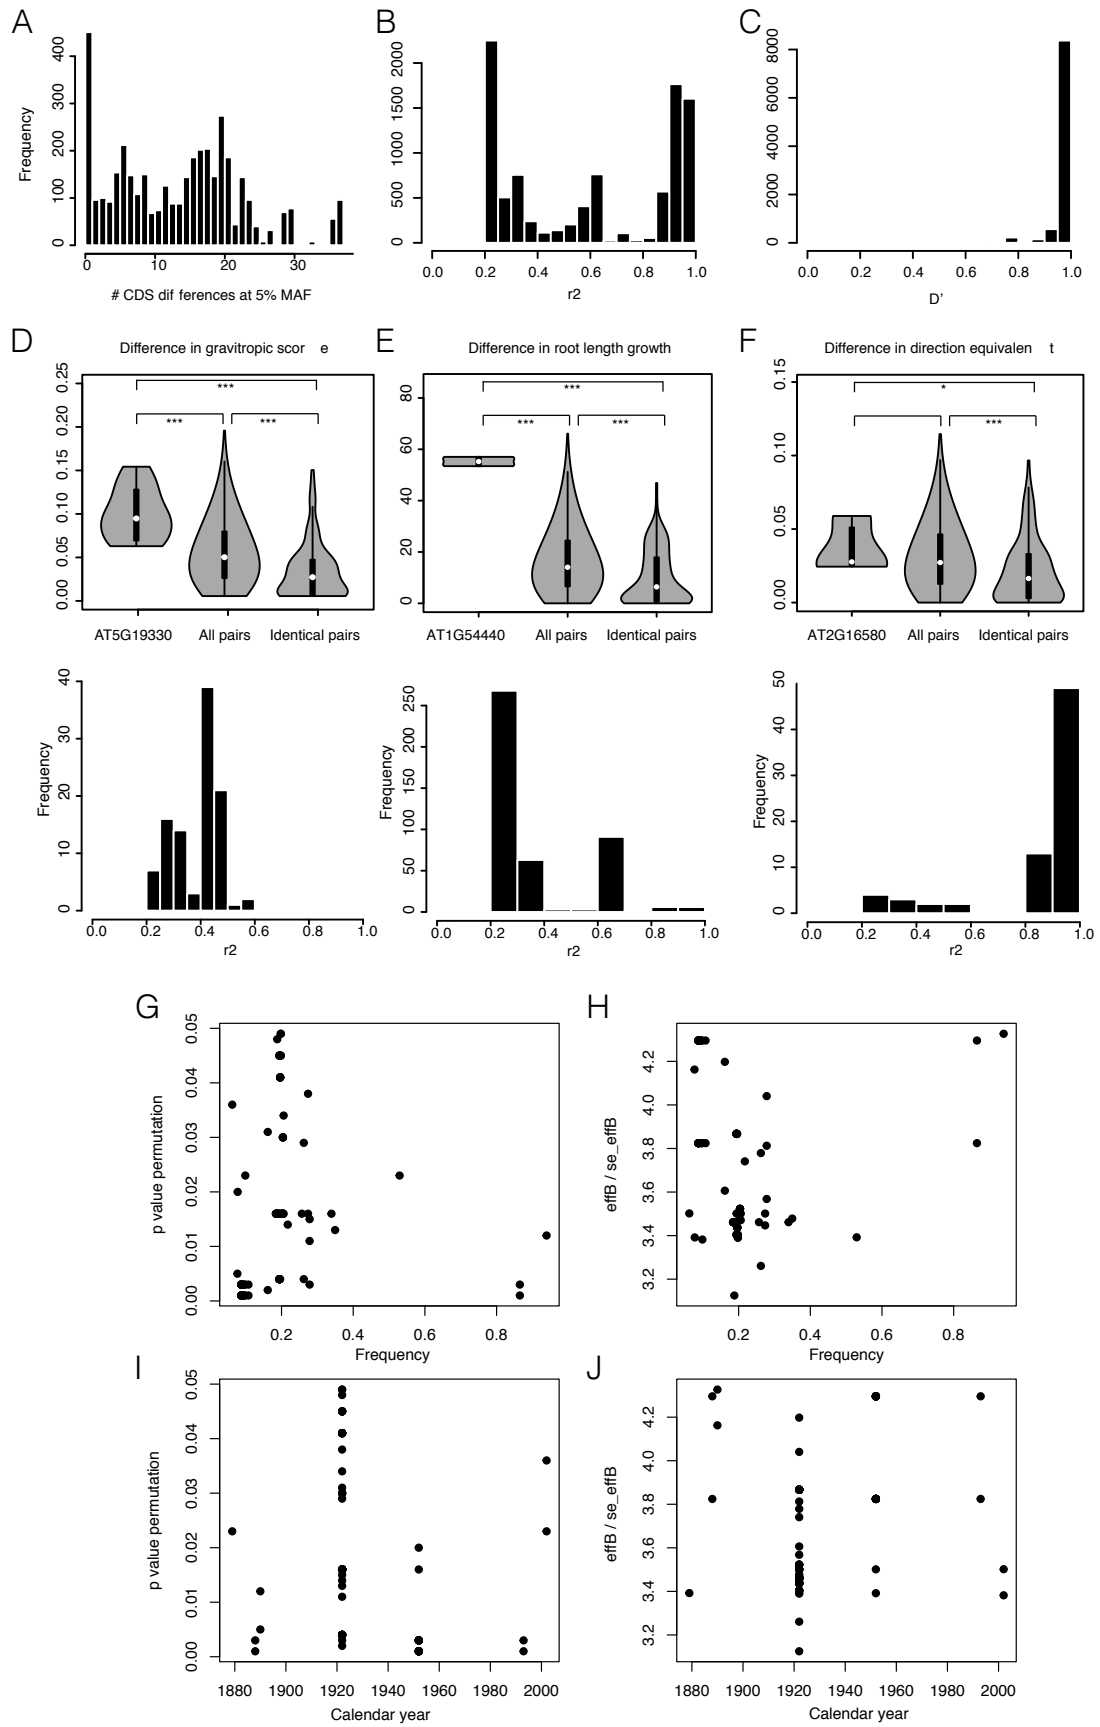 A
Frequency
0 100 200 300 400
0 10 20 30
# CDS dif ferences at 5% MAF
B
0 500 1000 1500 2000
0.0 0.2 0.4 0.6 0.8 1.0
r2
C
0 2000 4000 6000 8000
0.0 0.2 0.4 0.6 0.8 1.0
D’
D
Difference in gravitropic scor e
0.00 0.05 0.10 0.15 0.20 0.25
***
*** ***
AT5G19330 All pairs Identical pairs
Frequency
0 10 20 30 40
0.0 0.2 0.4 0.6 0.8 1.0
r2
E
Difference in root length growth
0 20 40 60 80
***
*** ***
AT1G54440 All pairs Identical pairs
Frequency
0 50 100 150 200 250
0.0 0.2 0.4 0.6 0.8 1.0
r2
F
Difference in direction equivalen t
0.00 0.05 0.10 0.15
*
***
AT2G16580 All pairs Identical pairs
Frequency
0 10 20 30 40 50
0.0 0.2 0.4 0.6 0.8 1.0
r2
G
p value permutation
0.00 0.01 0.02 0.03 0.04 0.05
0.2 0.4 0.6 0.8
Frequency
H
effB / se_effB
3.2 3.4 3.6 3.8 4.0 4.2
0.2 0.4 0.6 0.8
Frequency
I
p value permutation
0.00 0.01 0.02 0.03 0.04 0.05
1880 1900 1920 1940 1960 1980 2000
Calendar year
J
effB / se_effB
3.2 3.4 3.6 3.8 4.0 4.2
1880 1900 1920 1940 1960 1980 2000
Calendar year